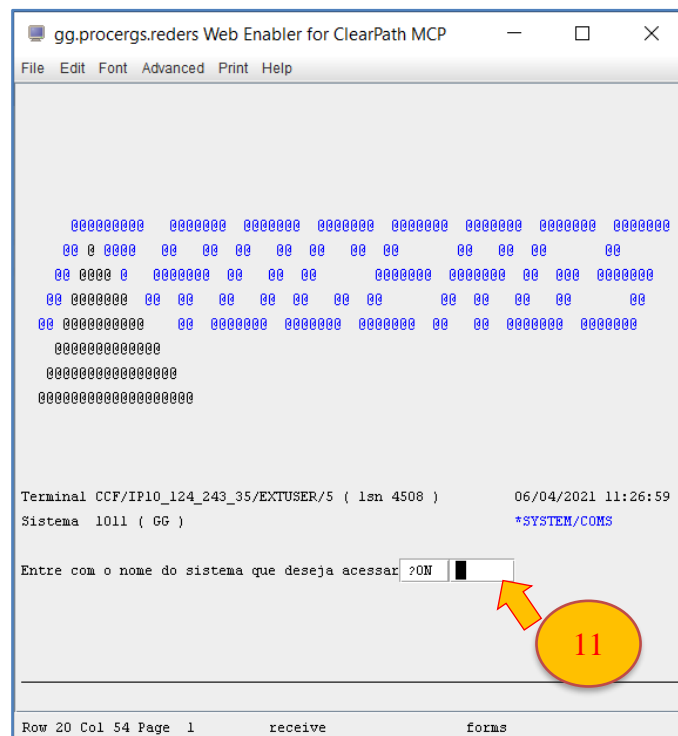 gg.procergs.reders Web Enabler for ClearPath MCP
File Edit Font Advanced Print Help
@@@@@@@@@ @@@@@@@ @@@@@@@ @@@@@@@ @@@@@@@ @@@@@@@ @@@@@@@ @@@@@@@
@@ @ @@@@ @@ @@ @@ @@ @@ @@ @@ @@ @@ @@ @@
@@ @@@@ @ @@@@@@@ @@ @@ @@ @@@@@@@ @@@@@@@ @@ @@@ @@@@@@@
@@ @@@@@@@ @@ @@ @@ @@ @@ @@ @@ @@ @@ @@ @@ @@
@@ @@@@@@@@@@ @@ @@@@@@@ @@@@@@@ @@@@@@@ @@ @@ @@@@@@@ @@@@@@@
@@@@@@@@@@@@@
@@@@@@@@@@@@@@@@
@@@@@@@@@@@@@@@@@@@
Terminal CCF/IP10_124_243_35/EXTUSER/5 ( lsn 4508 ) 06/04/2021 11:26:59
Sistema 1011 ( GG ) *SYSTEM/COMS
Entre com o nome do sistema que deseja acessar ?ON
11
Row 20 Col 54 Page 1 receive forms